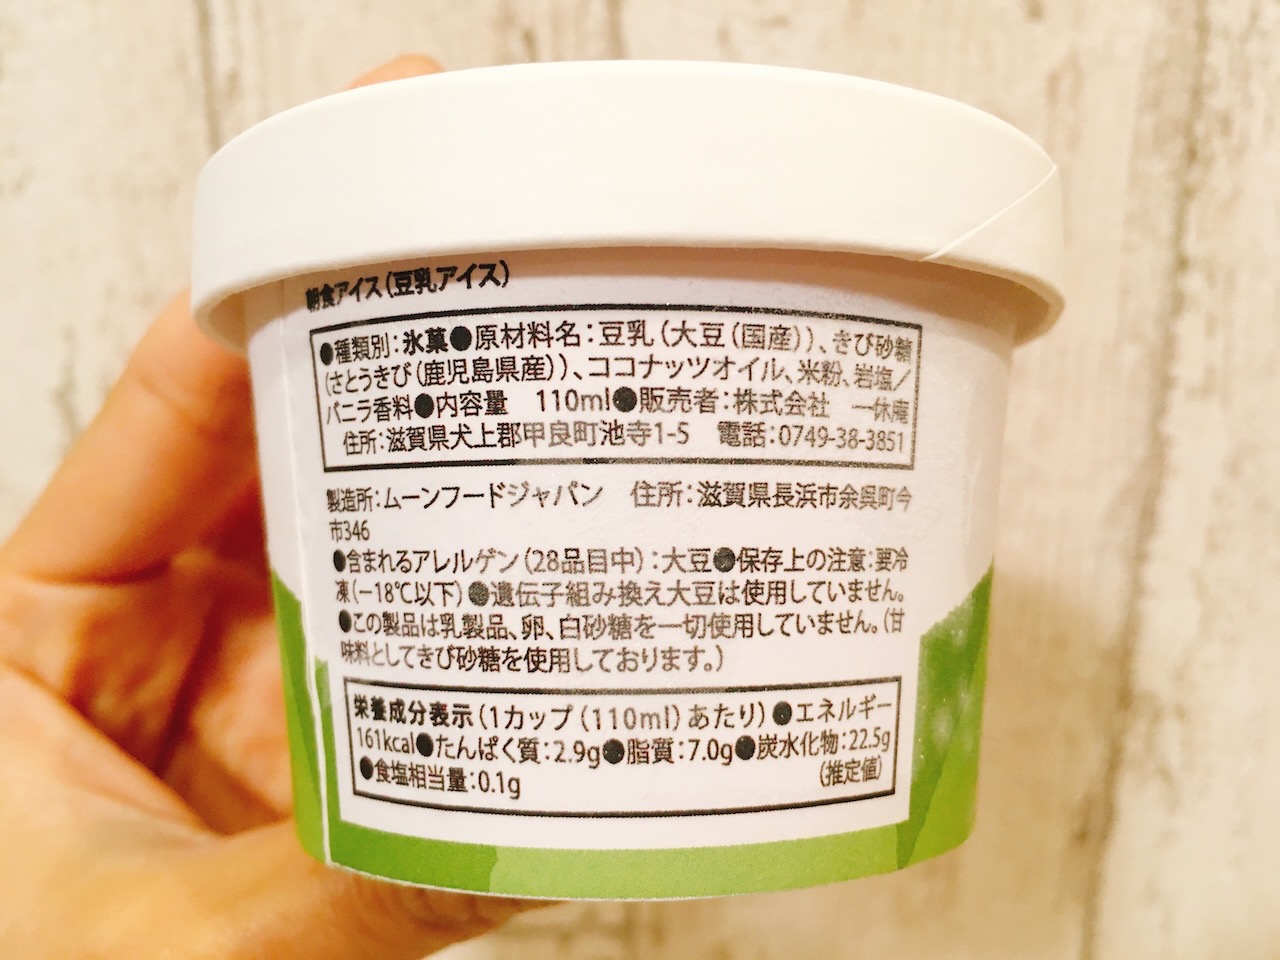 朝食アイス(豆乳アイス)
●種類別:氷菓●原材料名:豆乳(大豆(国産))、きび砂糖
(さとうきび(鹿児島県産))、ココナッツオイル、米粉、岩塩/
バニラ香料●内容量 110ml●販売者:株式会社 一休庵
住所:滋賀県犬上郡甲良町池寺1-5 電話:0749-38-3851
製造所:ムーンフードジャパン 住所:滋賀県長浜市余呉町今
市346
●含まれるアレルゲン(28品目中):大豆●保存上の注意:要冷
凍(-18℃以下)●遺伝子組み換え大豆は使用していません。
●この製品は乳製品、卵、白砂糖を一切使用していません。(甘
味料としてきび砂糖を使用しております。)
栄養成分表示(1カップ(110ml)あたり)●エネルギー
161kcal●たんぱく質:2.9g●脂質:7.0g●炭水化物:22.5g
●食塩相当量:0.1g (推定値)